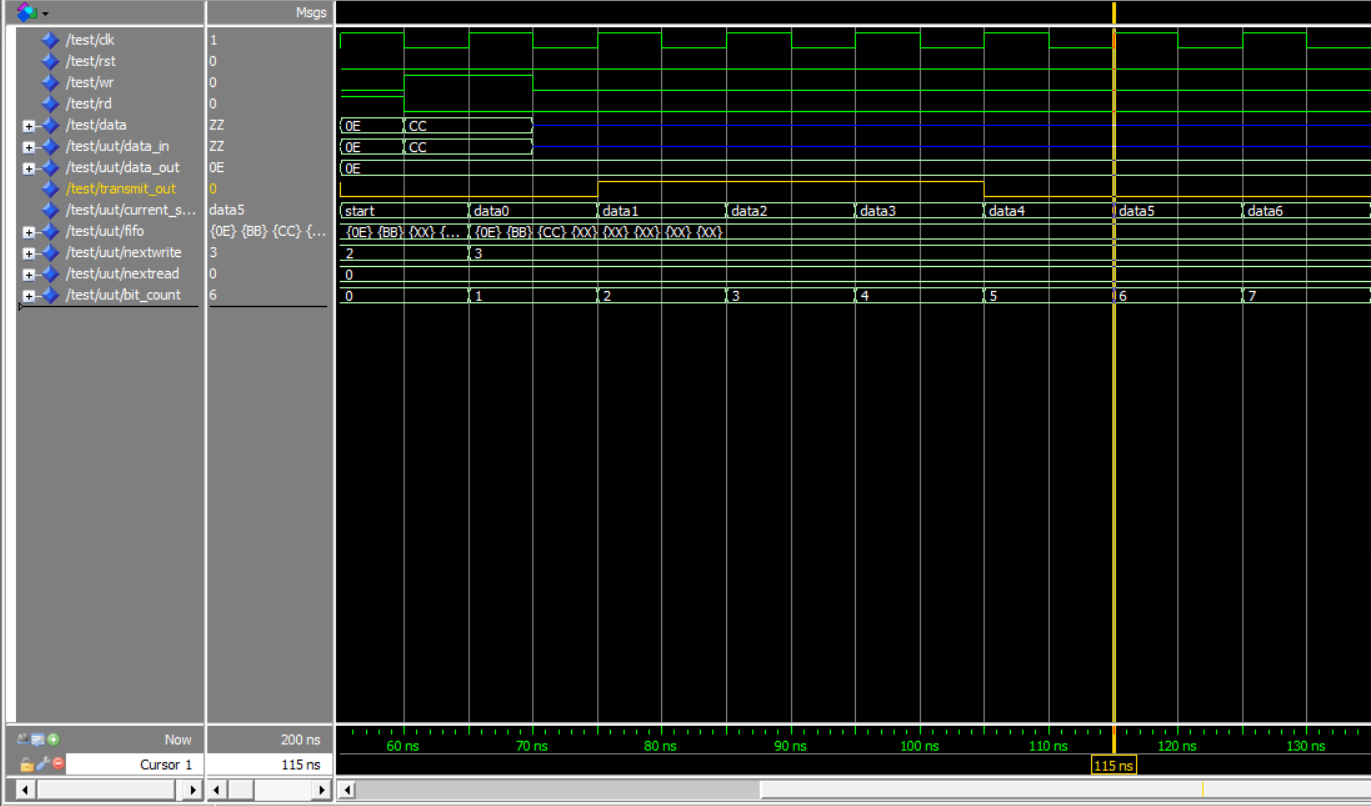 Msgs
/test/clk 1
/test/rst 0
/test/wr 0
/test/rd 0
/test/data ZZ 0E CC
/test/uut/data_in ZZ 0E CC
/test/uut/data_out 0E 0E
/test/transmit_out 0
/test/uut/current_s... data5 start data0 data1 data2 data3 data4 data5 data6
/test/uut/fifo {0E} {BB} {CC} {... {0E} {BB} {XX} {... {0E} {BB} {CC} {XX} {XX} {XX} {XX} {XX}
/test/uut/nextwrite 3 2 3
/test/uut/nextread 0 0
/test/uut/bit_count 6 0 1 2 3 4 5 6 7
Now 200 ns 60 ns 70 ns 80 ns 90 ns 100 ns 110 ns 120 ns 130 ns
Cursor 1 115 ns 115 ns